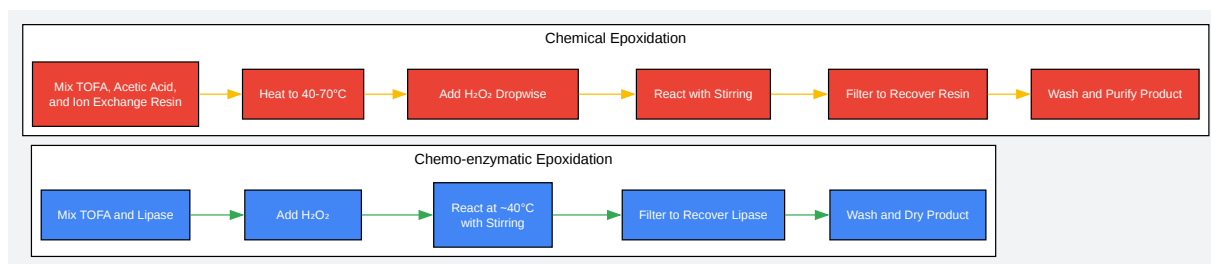 Chemical Epoxidation
Mix TOFA, Acetic Acid,
and Ion Exchange Resin
Heat to 40-70°C
Add H₂O₂ Dropwise
React with Stirring
Filter to Recover Resin
Wash and Purify Product
Chemo-enzymatic Epoxidation
Mix TOFA and Lipase
Add H₂O₂
React at ~40°C
with Stirring
Filter to Recover Lipase
Wash and Dry Product